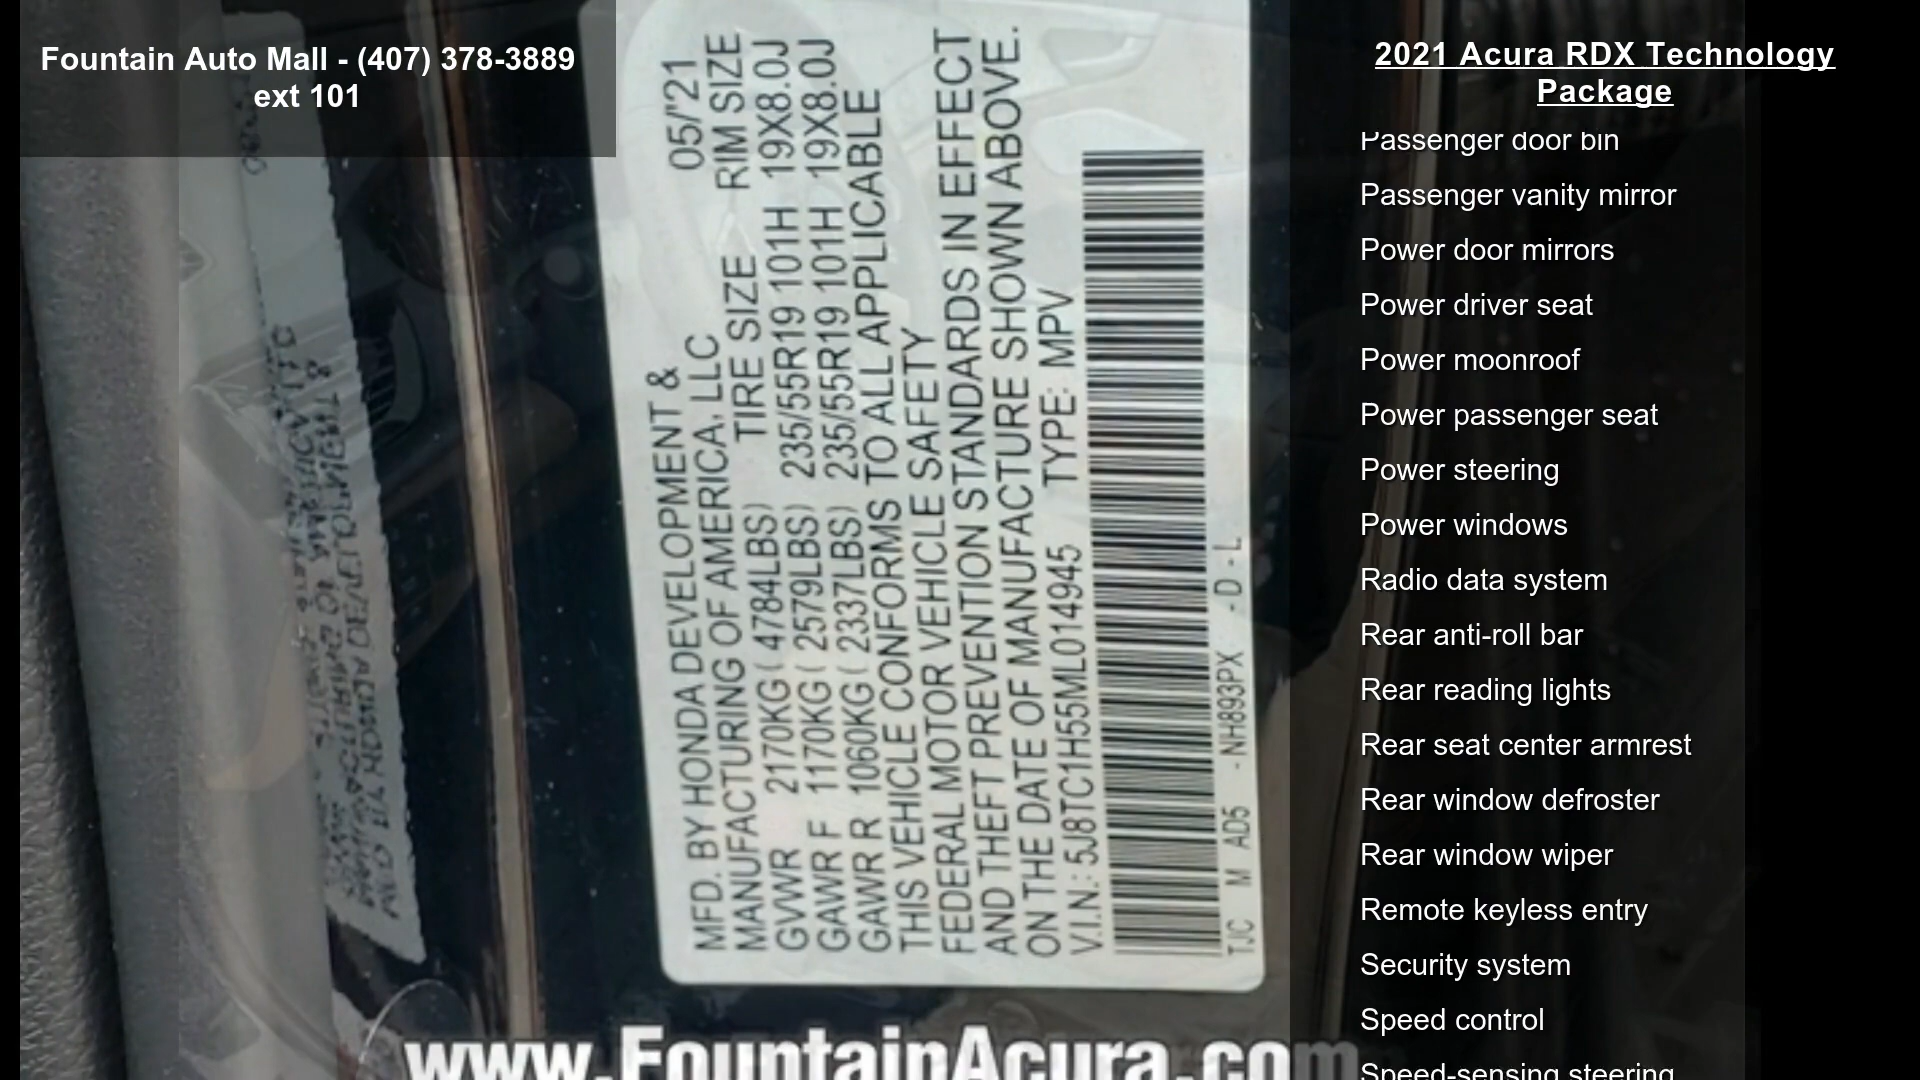 Fountain Auto Mall - (407) 378-3889
ext 101
MFD. BY HONDA DEVELOPMENT &
MANUFACTURING OF AMERICA, LLC 05/'21
GVWR 2170KG ( 4784LBS) TIRE SIZE RIM SIZE
GAWR F 1170KG ( 2579LBS) 235/55R19 101H 19X8.0J
GAWR R 1060KG ( 2337LBS) 235/55R19 101H 19X8.0J
THIS VEHICLE CONFORMS TO ALL APPLICABLE
FEDERAL MOTOR VEHICLE SAFETY
AND THEFT PREVENTION STANDARDS IN EFFECT
ON THE DATE OF MANUFACTURE SHOWN ABOVE.
V.I.N.: 5J8TC1H55ML014945 TYPE: MPV
TJC M AD5 - NH893PX - D - L
www.FountainAcura.com
2021 Acura RDX Technology
Package
Passenger door bin
Passenger vanity mirror
Power door mirrors
Power driver seat
Power moonroof
Power passenger seat
Power steering
Power windows
Radio data system
Rear anti-roll bar
Rear reading lights
Rear seat center armrest
Rear window defroster
Rear window wiper
Remote keyless entry
Security system
Speed control
Speed-sensing steering